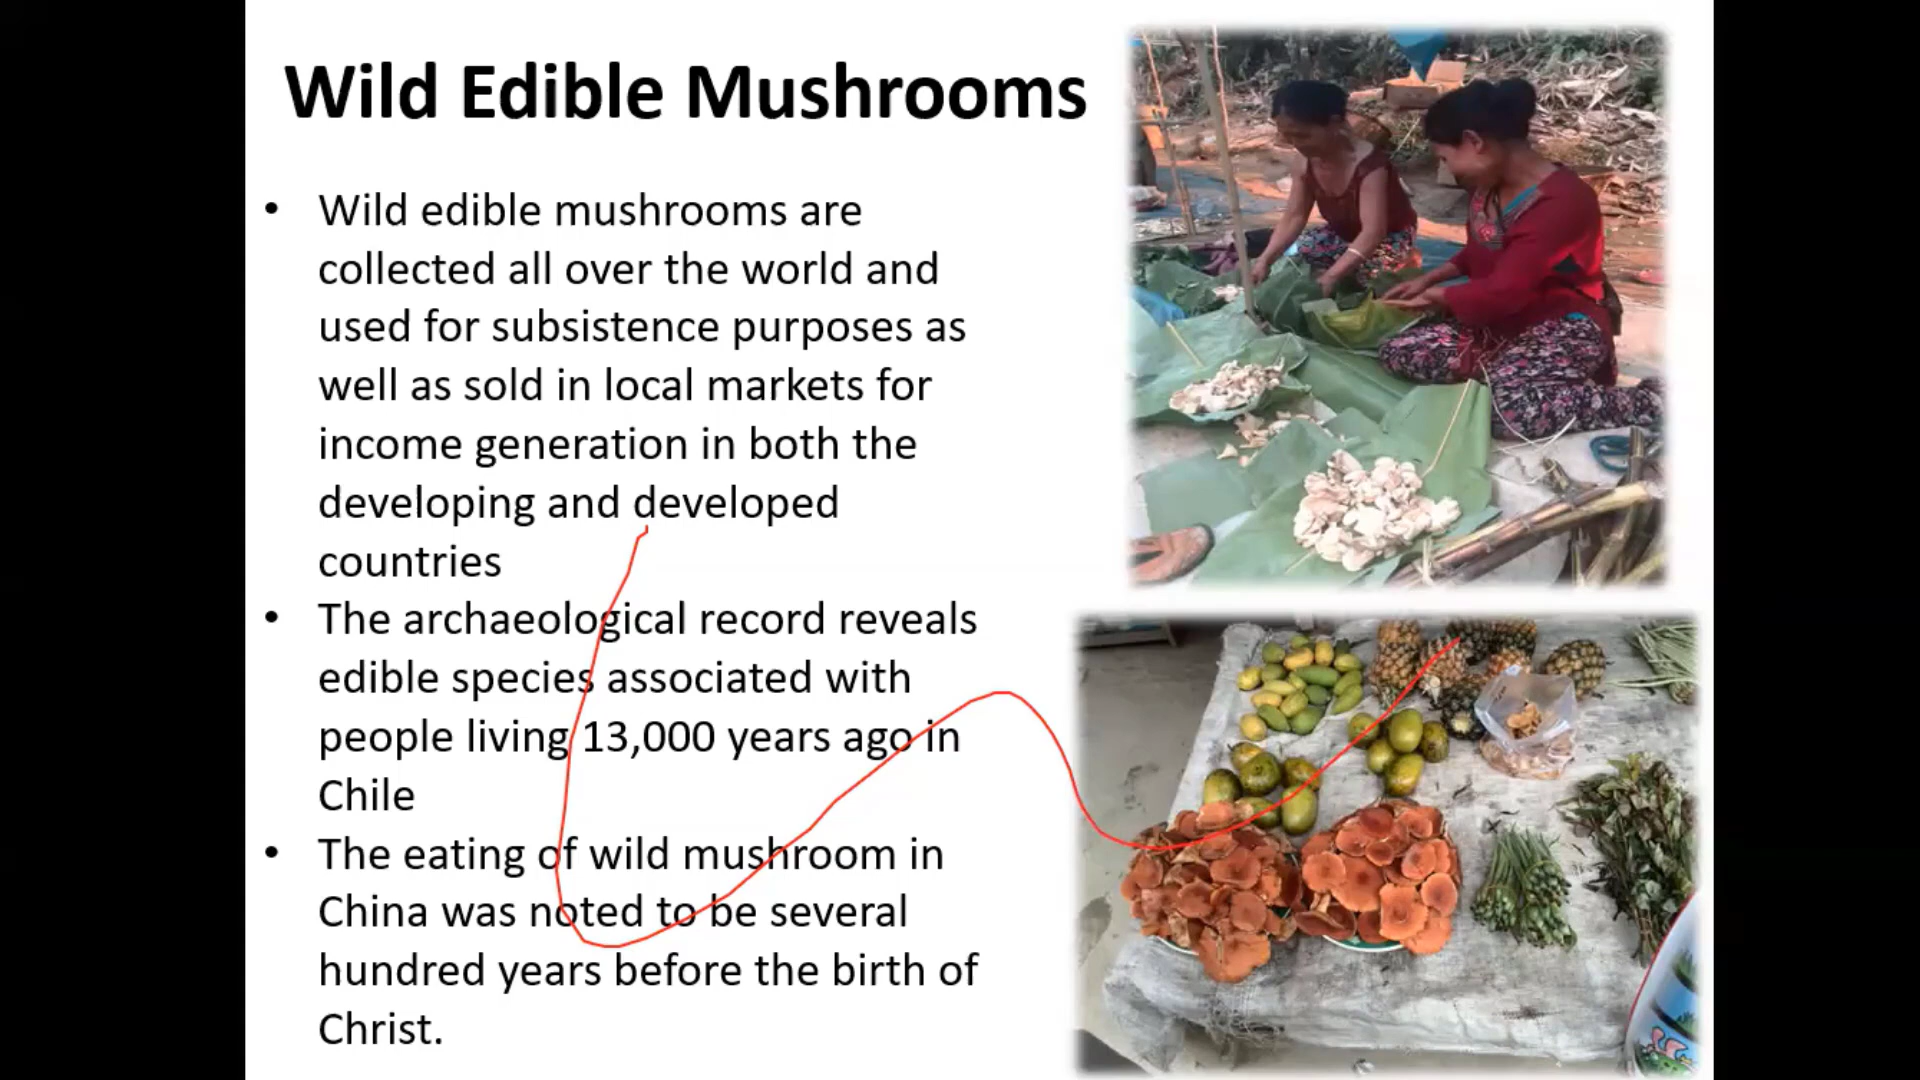 Wild Edible Mushrooms
• Wild edible mushrooms are
collected all over the world and
used for subsistence purposes as
well as sold in local markets for
income generation in both the
developing and developed
countries
• The archaeological record reveals
edible species associated with
people living 13,000 years ago in
Chile
• The eating of wild mushroom in
China was noted to be several
hundred years before the birth of
Christ.